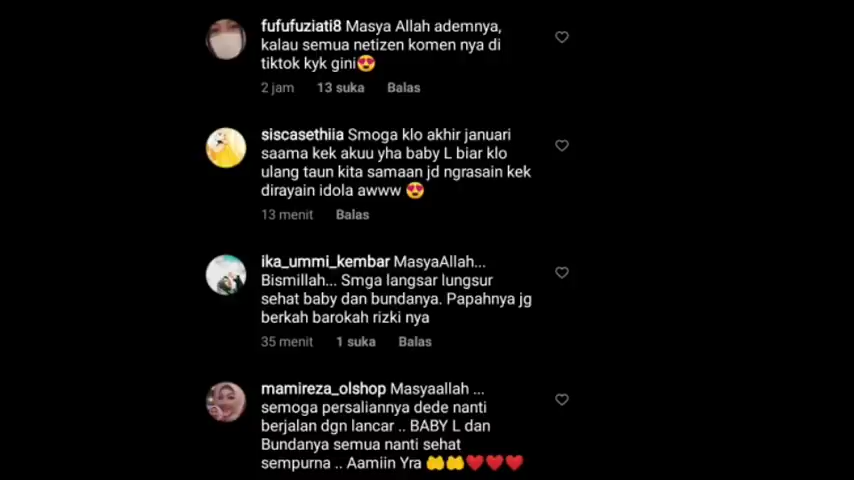 fufufuziati8 Masya Allah ademnya,
kalau semua netizen komen nya di
tiktok kyk gini😍
2 jam 13 suka Balas
siscasethiia Smoga klo akhir januari
saama kek akuu yha baby L biar klo
ulang taun kita samaan jd ngrasain kek
dirayain idola awww 😍
13 menit Balas
ika_ummi_kembar MasyaAllah...
Bismillah... Smga langsar lungsur
sehat baby dan bundanya. Papahnya jg
berkah barokah rizki nya
35 menit 1 suka Balas
mamireza_olshop Masyaallah ...
semoga persaliannya dede nanti
berjalan dgn lancar .. BABY L dan
Bundanya semua nanti sehat
sempurna .. Aamiin Yra 🤲🤲❤️❤️❤️